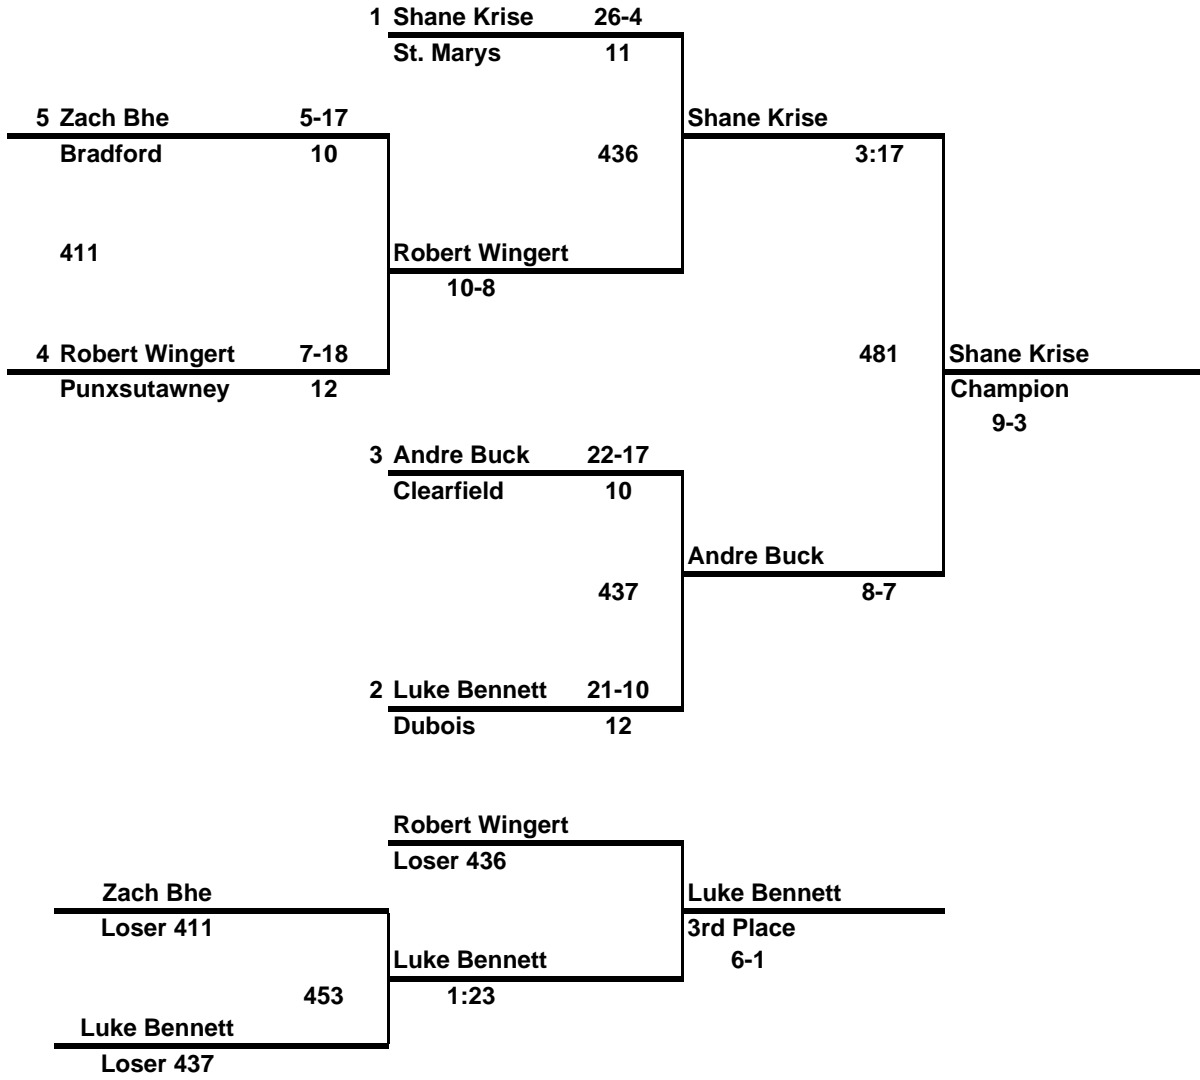 1 Shane Krise 26-4
St. Marys 11
5 Zach Bhe 5-17 Shane Krise
Bradford 10 436 3:17
411 Robert Wingert
10-8
4 Robert Wingert 7-18 481 Shane Krise
Punxsutawney 12 Champion
9-3
3 Andre Buck 22-17
Clearfield 10
Andre Buck
437 8-7
2 Luke Bennett 21-10
Dubois 12
Robert Wingert
Loser 436
Zach Bhe Luke Bennett
Loser 411 3rd Place
Luke Bennett 6-1
453 1:23
Luke Bennett
Loser 437